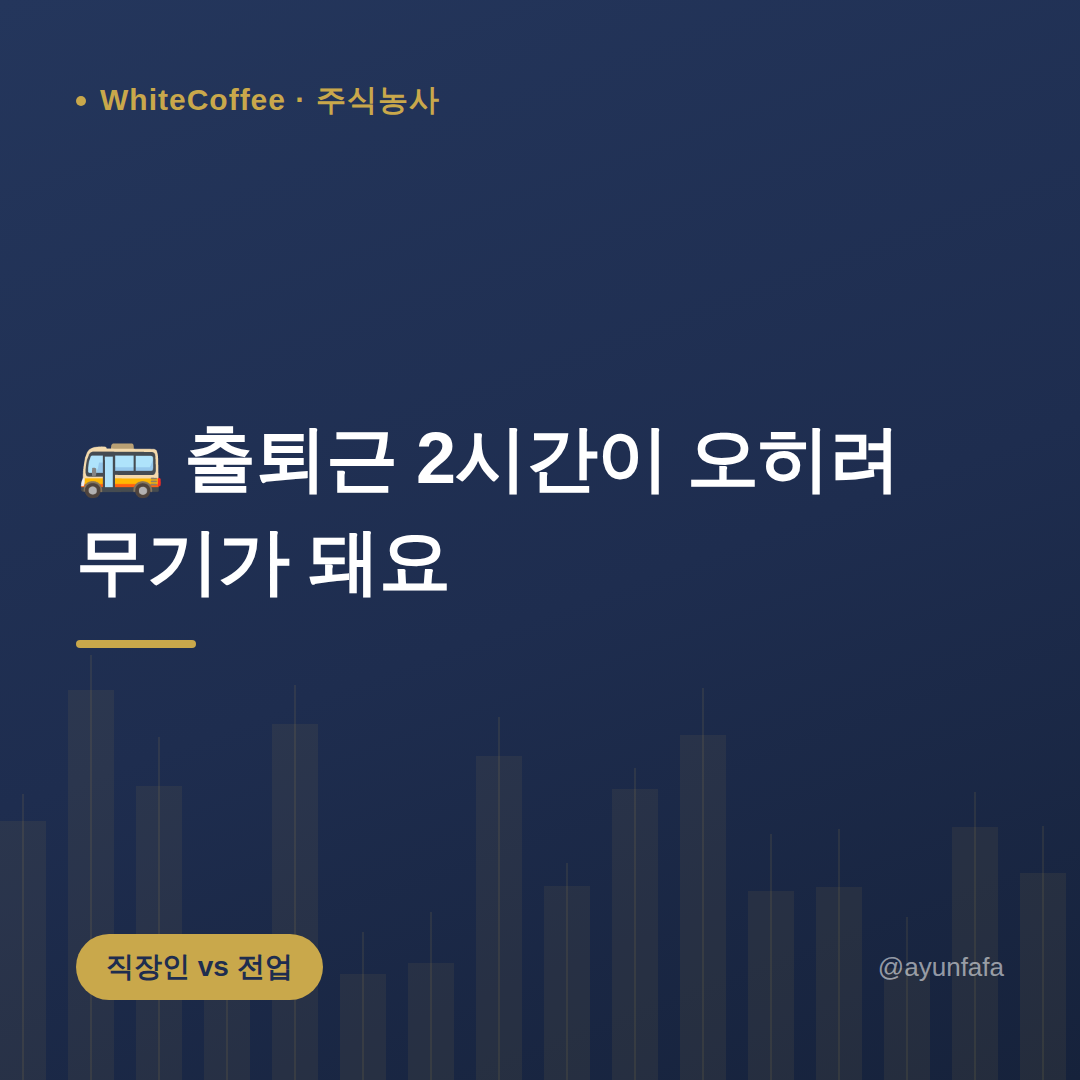 WhiteCoffee · 주식농사
🚌 출퇴근 2시간이 오히려
무기가 돼요
직장인 vs 전업
@ayunfafa